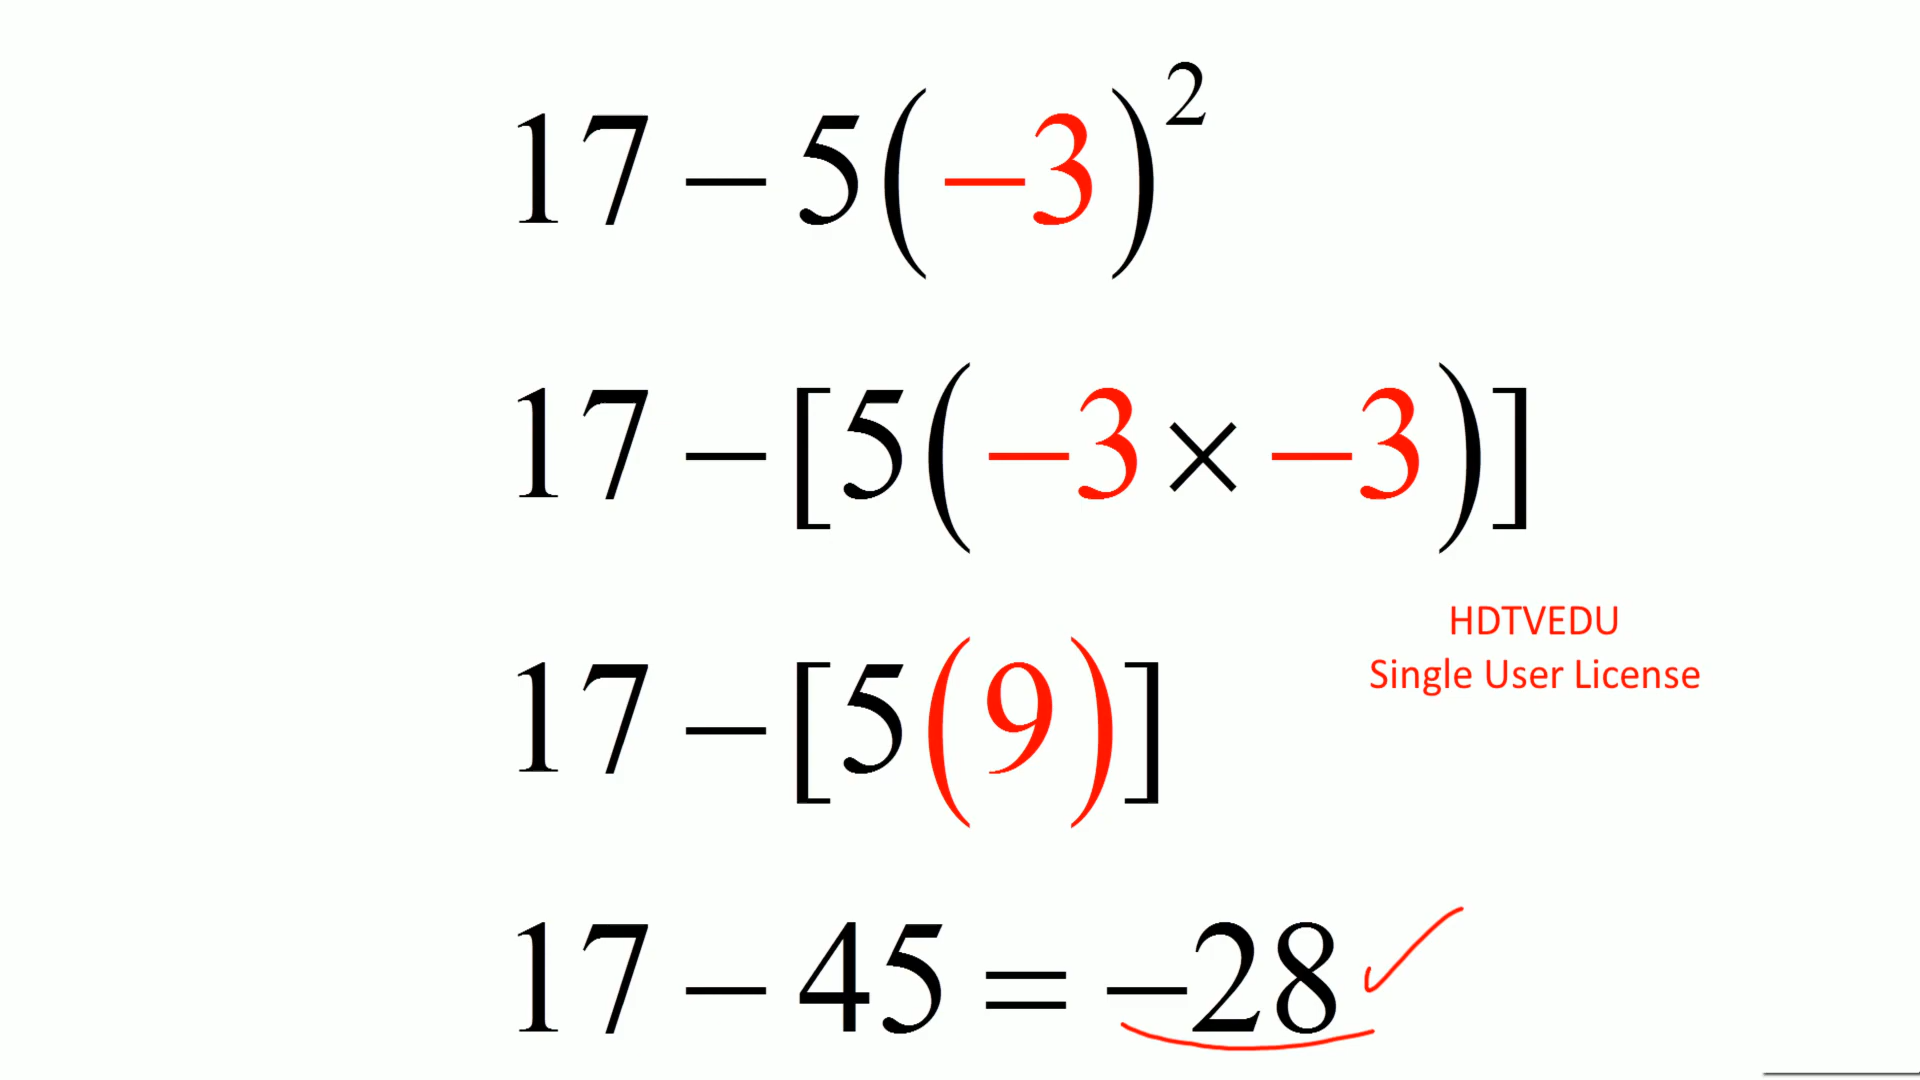 17 – 5(–3)²
17 – [5(–3 × –3)]
17 – [5(9)]
HDTVEDU
Single User License
17 – 45 = –28